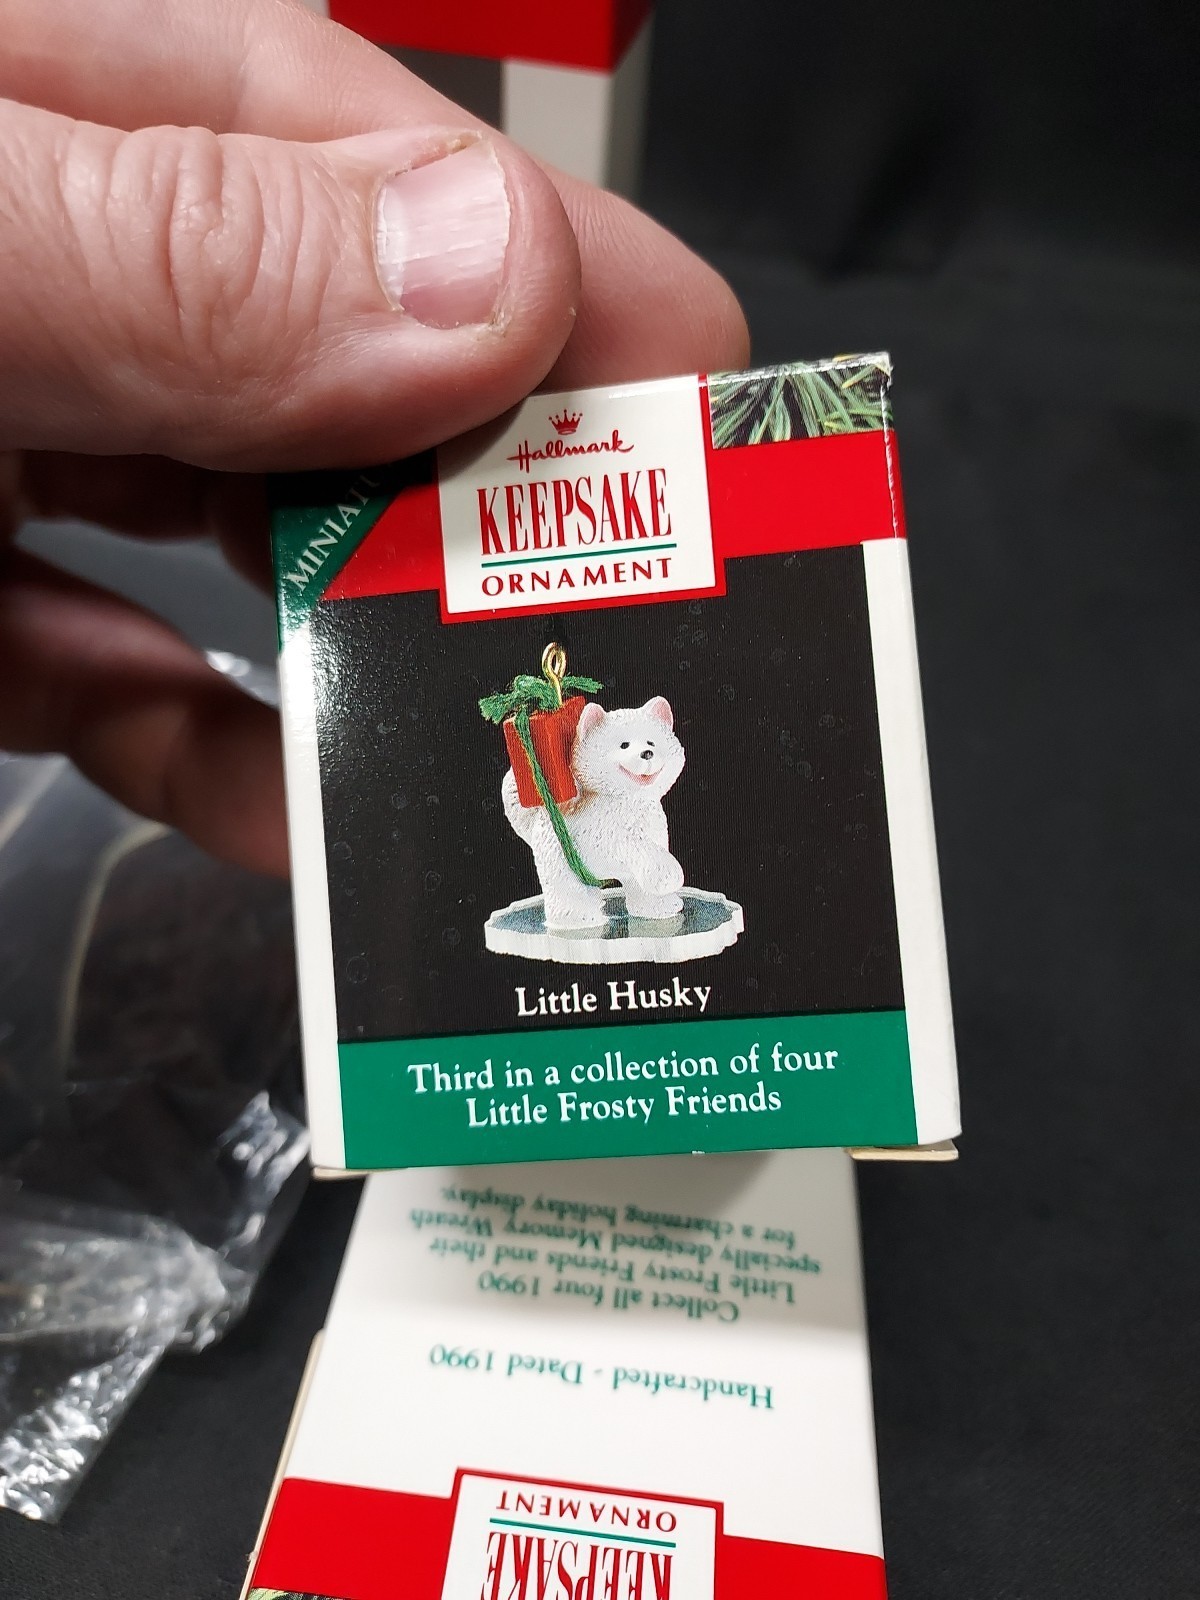 MINIATU
Hallmark
KEEPSAKE
ORNAMENT
Little Husky
Third in a collection of four
Little Frosty Friends
KEEPSAKE
ORNAMENT
Handcrafted - Dated 1990
Collect all four 1990
Little Frosty Friends and their
specially designed Memory Wreath
for a charming holiday display.